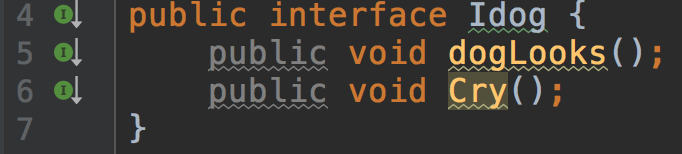 4 public interface Idog {
5 public void dogLooks();
6 public void Cry();
7 }